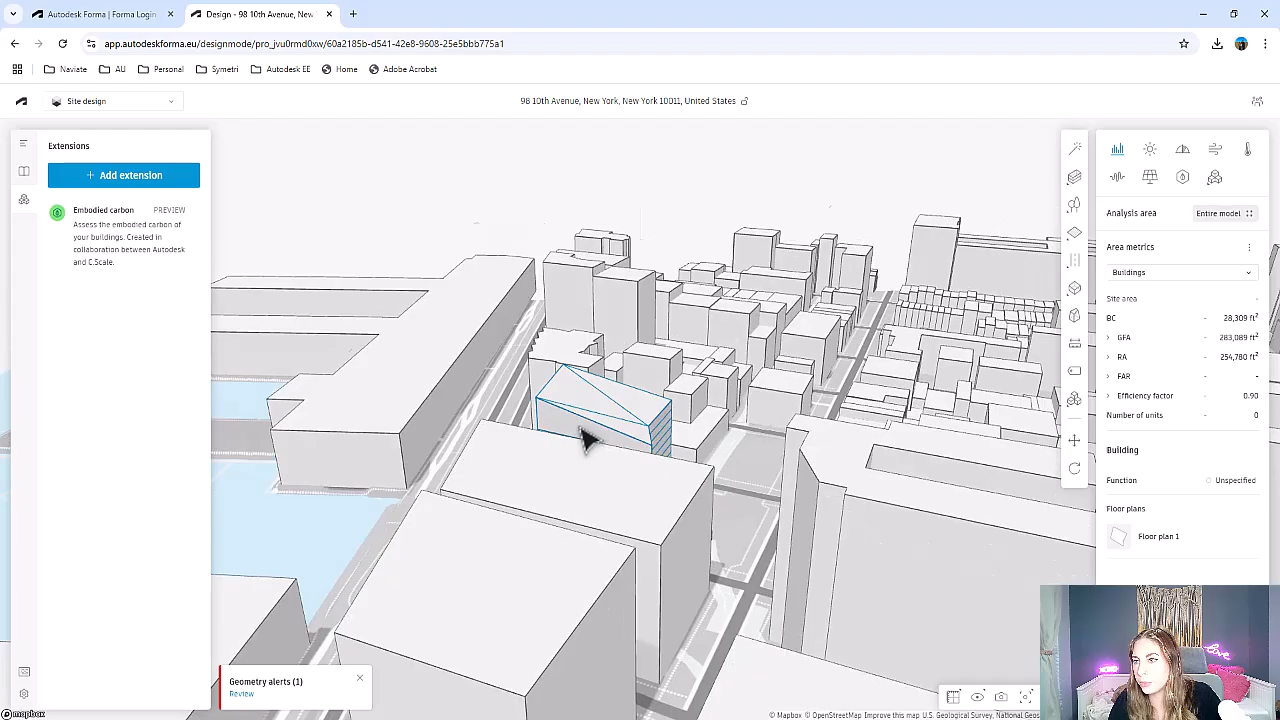 Autodesk Forma | Forma Login
Design - 98 10th Avenue, New
app.autodeskforma.eu/designmode/pro_jvu0rmd0xw/60a2185b-d541-42e8-9608-25e5bbb775a1
Naviate
AU
Personal
Symetri
Autodesk EE
Home
Adobe Acrobat
Site design
98 10th Avenue, New York, New York 10011, United States
Extensions
+ Add extension
Embodied carbon PREVIEW
Assess the embodied carbon of
your buildings. Created in
collaboration between Autodesk
and C.Scale.
Geometry alerts (1)
Review
Analysis area Entire model
Area metrics
Buildings
Site area -
BC - 28,309 ft²
GFA - 283,089 ft²
RA - 254,780 ft²
FAR - -
Efficiency factor - 0.90
Number of units - 0
Building
Function Unspecified
Floor plans
Floor plan 1
mapbox
© Mapbox © OpenStreetMap Improve this map U.S. Geological Survey, National Geo